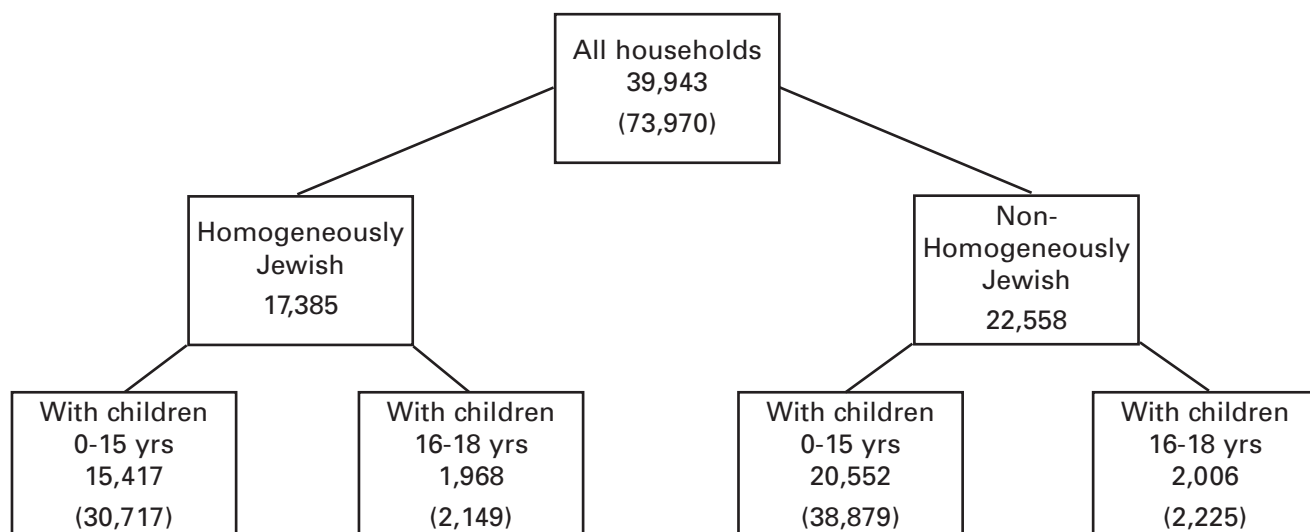 All households
39,943
(73,970)
Homogeneously
Jewish
17,385
Non-
Homogeneously
Jewish
22,558
With children
0-15 yrs
15,417
(30,717)
With children
16-18 yrs
1,968
(2,149)
With children
0-15 yrs
20,552
(38,879)
With children
16-18 yrs
2,006
(2,225)